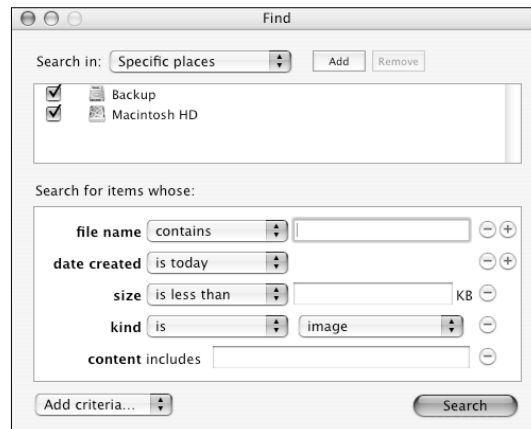 Find
Search in: Specific places Add Remove
Backup
Macintosh HD
Search for items whose:
file name contains
date created is today
size is less than KB
kind is image
content includes
Add criteria... Search